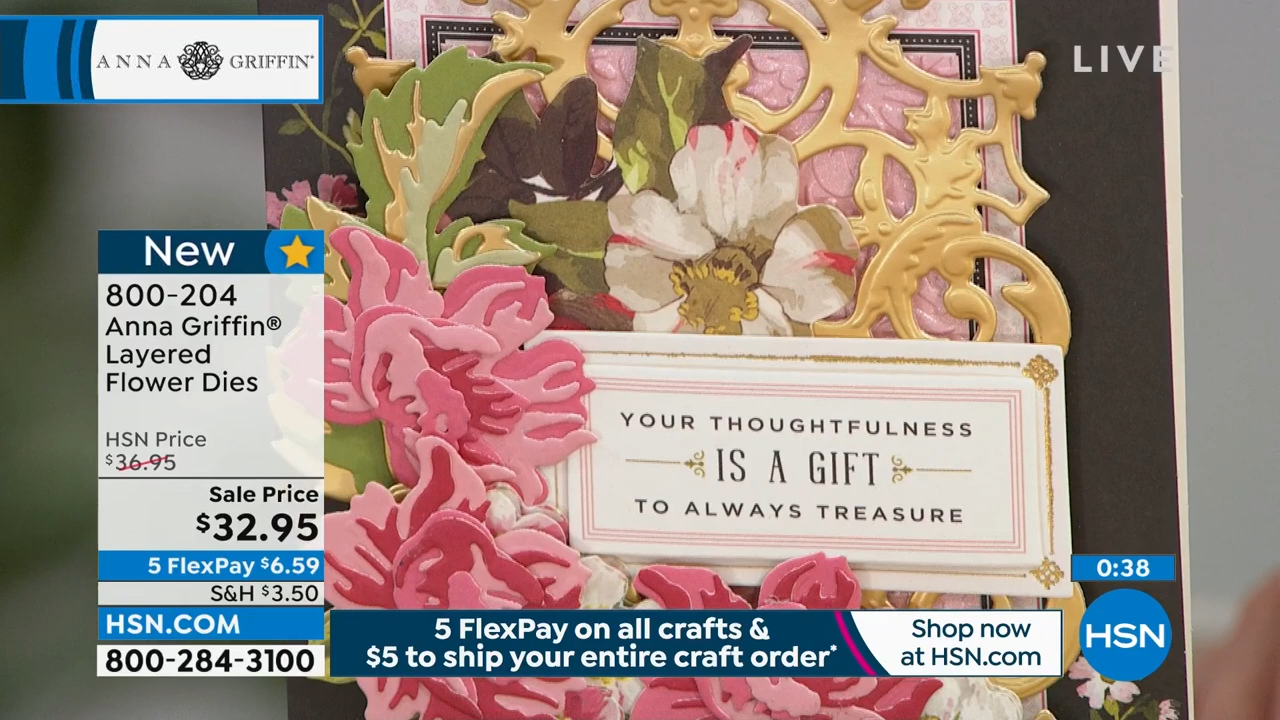 ANNA GRIFFIN®
LIVE
New
800-204
Anna Griffin®
Layered
Flower Dies
HSN Price
$36.95
Sale Price
$32.95
5 FlexPay $6.59
S&H $3.50
HSN.COM
800-284-3100
YOUR THOUGHTFULNESS
IS A GIFT
TO ALWAYS TREASURE
0:38
5 FlexPay on all crafts &
$5 to ship your entire craft order*
Shop now
at HSN.com
HSN